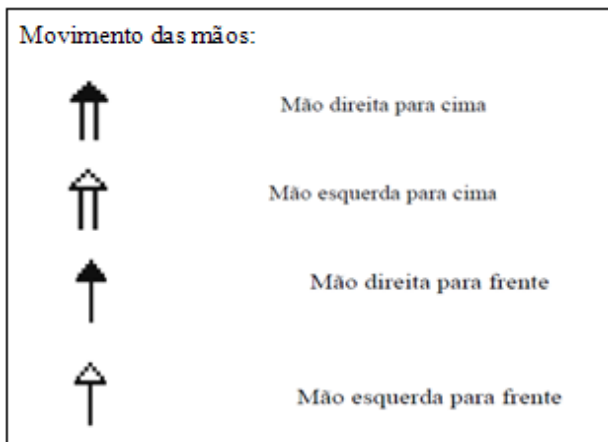 Movimento das mãos:
Mão direita para cima
Mão esquerda para cima
Mão direita para frente
Mão esquerda para frente